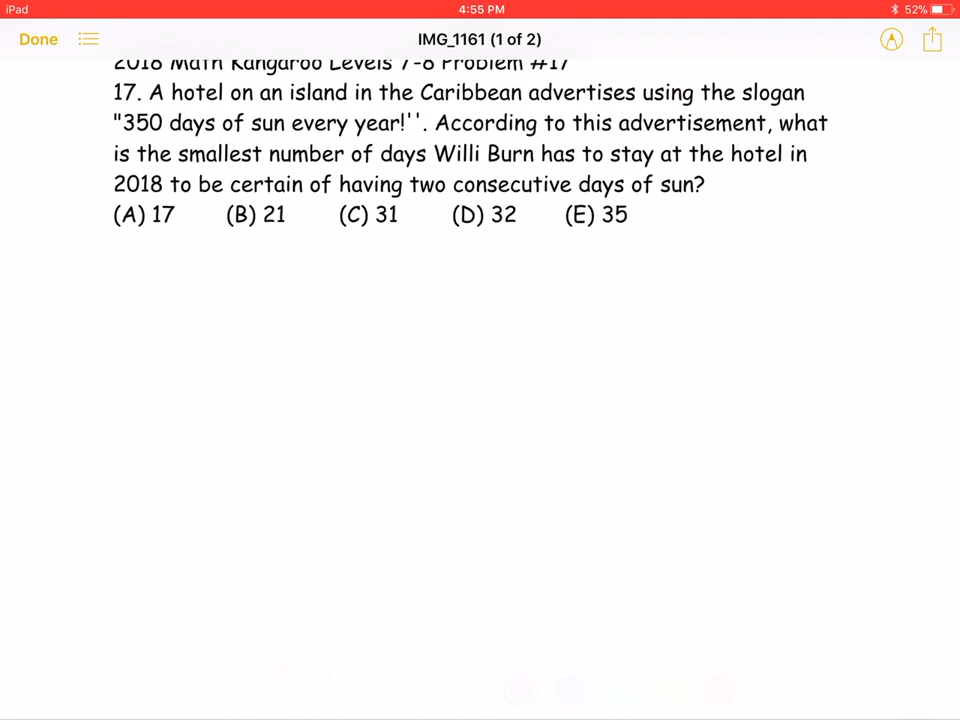 iPad
4:55 PM
52%
Done
IMG_1161 (1 of 2)
2018 Math Kangaroo Levels 7-8 Problem #17
17. A hotel on an island in the Caribbean advertises using the slogan
"350 days of sun every year!''. According to this advertisement, what
is the smallest number of days Willi Burn has to stay at the hotel in
2018 to be certain of having two consecutive days of sun?
(A) 17 (B) 21 (C) 31 (D) 32 (E) 35